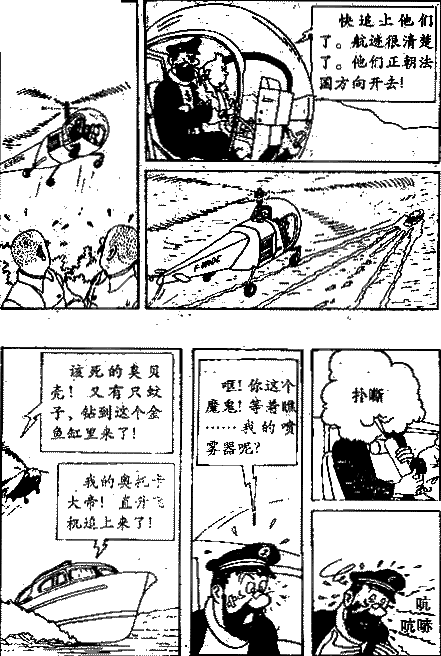 快追上他们
了。航迹很清楚
了。他们正朝法
国方向开去！
该死的臭贝
壳！又有只蚊
子，钻到这个金
鱼缸里来了！
我的奥托卡
大帝！直升飞
机追上来了！
哐！你这个
魔鬼！等着瞧
……我的喷
雾器呢？
扑嘶
吭
吭哧